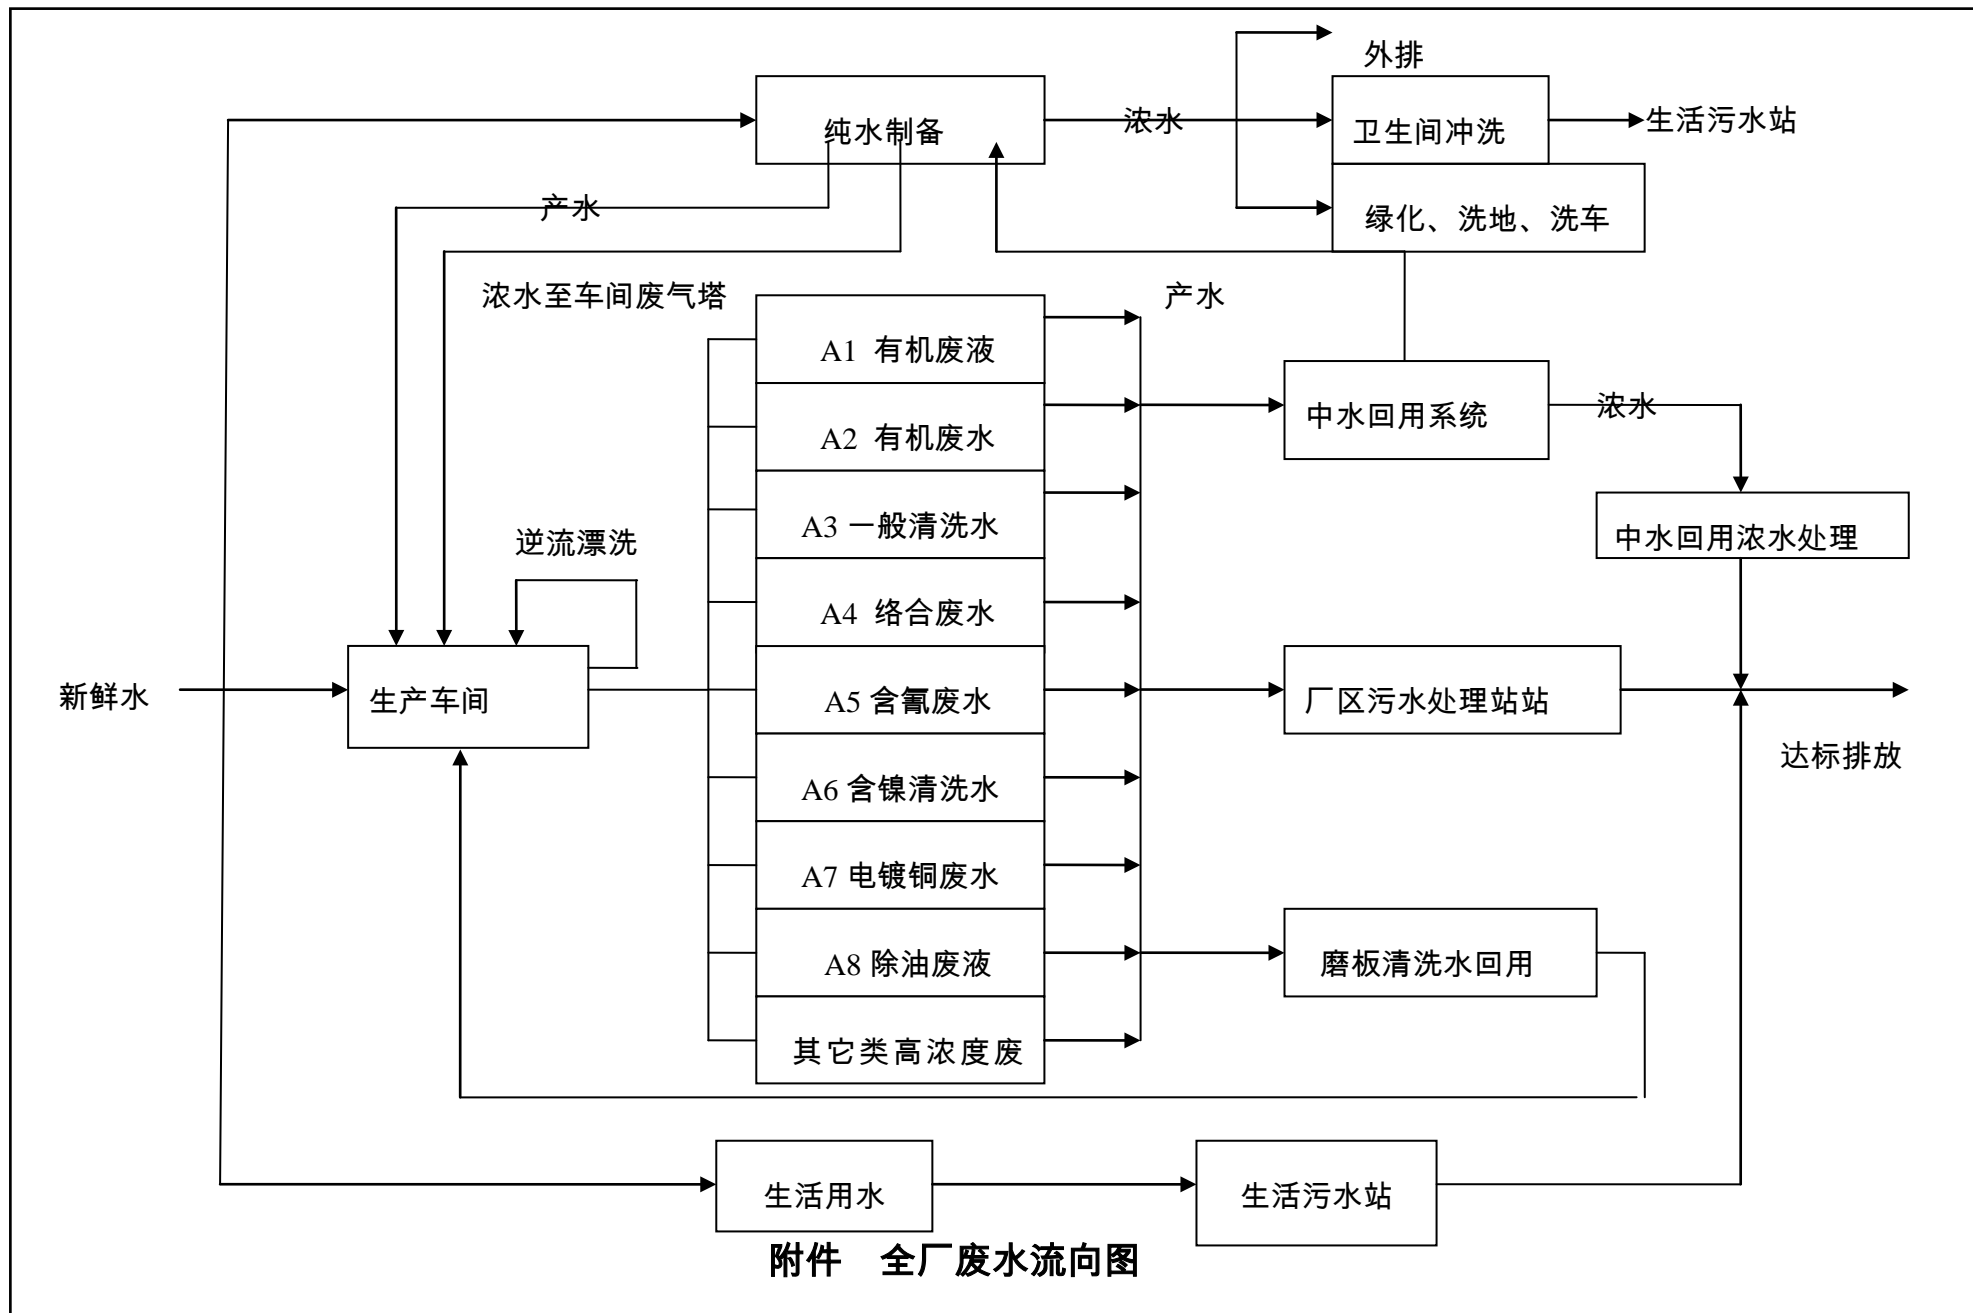 外排
纯水制备
浓水
卫生间冲洗
生活污水站
产水
绿化、洗地、洗车
浓水至车间废气塔
产水
A1 有机废液
中水回用系统
浓水
A2 有机废水
A3 一般清洗水
逆流漂洗
中水回用浓水处理
A4 络合废水
新鲜水
生产车间
A5 含氰废水
厂区污水处理站站
达标排放
A6 含镍清洗水
A7 电镀铜废水
A8 除油废液
磨板清洗水回用
其它类高浓度废
生活用水
生活污水站
附件 全厂废水流向图